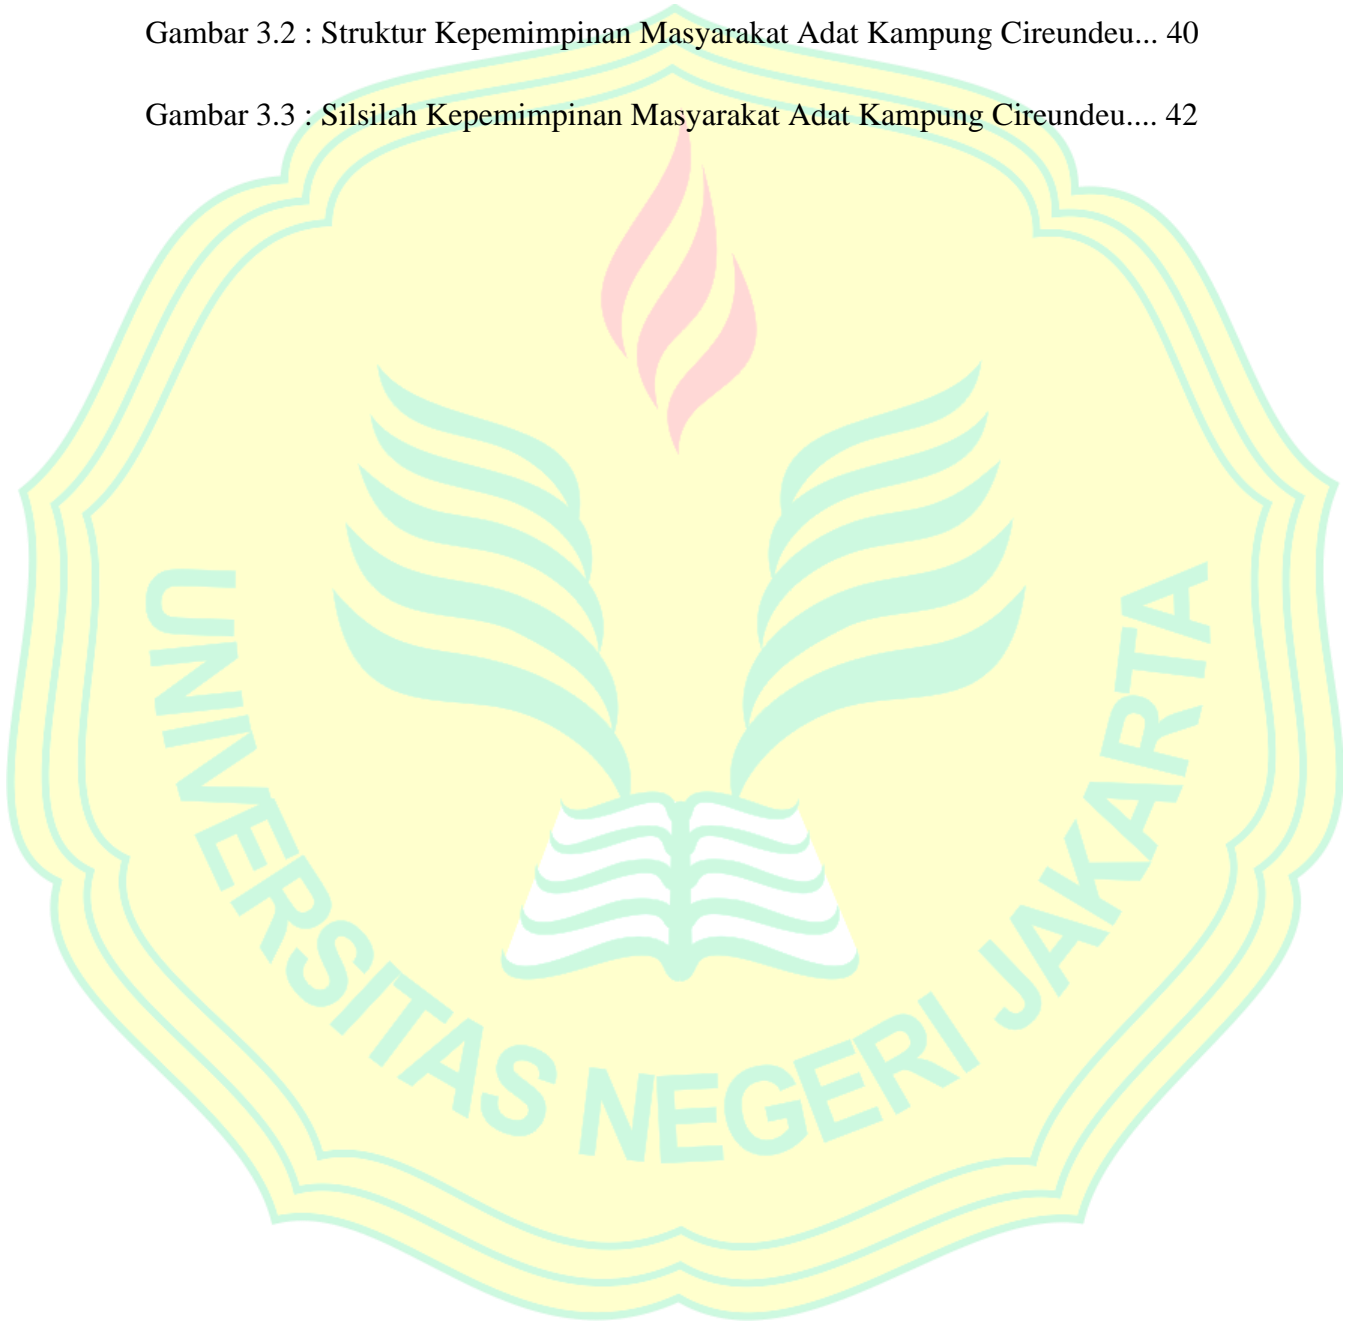 Gambar 3.2 : Struktur Kepemimpinan Masyarakat Adat Kampung Cireundeu... 40
Gambar 3.3 : Silsilah Kepemimpinan Masyarakat Adat Kampung Cireundeu.... 42
UNIVERSITAS NEGERI JAKARTA